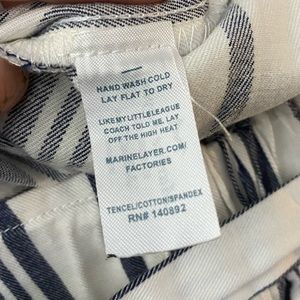 HAND WASH COLD
LAY FLAT TO DRY
LIKE MY LITTLE LEAGUE
COACH TOLD ME, LAY
OFF THE HIGH HEAT
MARINELAYER.COM/
FACTORIES
TENCEL/COTTON/SPANDEX
RN# 140892